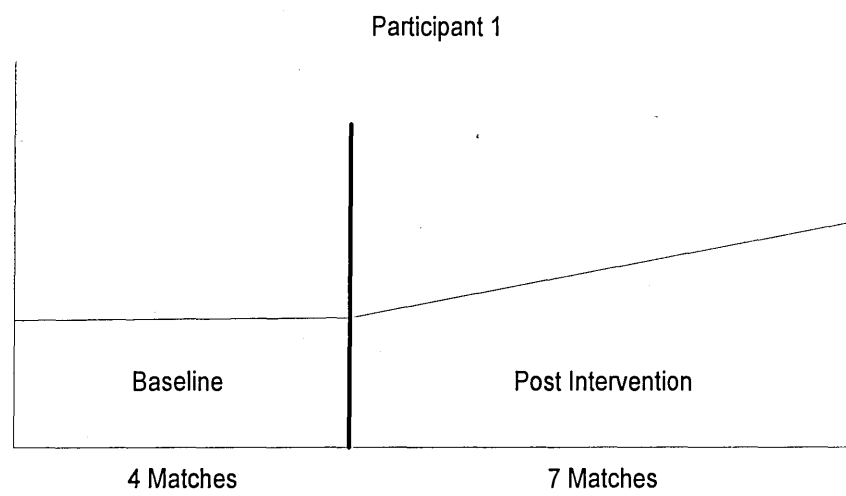 Participant 1
Baseline
Post Intervention
4 Matches
7 Matches